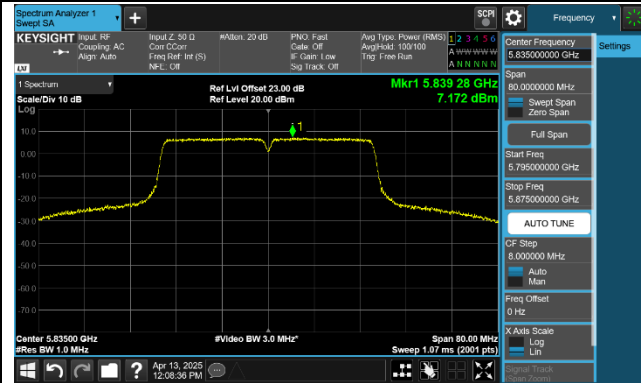 Spectrum Analyzer 1
Swept SA
SCPI
Frequency
KEYSIGHT
Input: RF
Coupling: AC
Align: Auto
Input Z: 50 Ω
Corr CCorr
Freq Ref: Int (S)
NFE: Off
#Atten: 20 dB
PNO: Fast
Gate: Off
IF Gain: Low
Sig Track: Off
Avg Type: Power (RMS)
Avg|Hold: 100/100
Trig: Free Run
1 2 3 4 5 6
A W W W W W
A N N N N N
LXI
1 Spectrum
Scale/Div 10 dB
Log
Ref Lvl Offset 23.00 dB
Ref Level 20.00 dBm
Mkr1 5.839 28 GHz
7.172 dBm
1
10.0
0.00
-10.0
-20.0
-30.0
-40.0
-50.0
-60.0
-70.0
Center 5.83500 GHz
#Res BW 1.0 MHz
#Video BW 3.0 MHz*
Span 80.00 MHz
Sweep 1.07 ms (2001 pts)
Apr 13, 2025
12:08:36 PM
Center Frequency
5.835000000 GHz
Settings
Span
80.0000000 MHz
Swept Span
Zero Span
Full Span
Start Freq
5.795000000 GHz
Stop Freq
5.875000000 GHz
AUTO TUNE
CF Step
8.000000 MHz
Auto
Man
Freq Offset
0 Hz
X Axis Scale
Log
Lin
Signal Track
(Span Zoom)